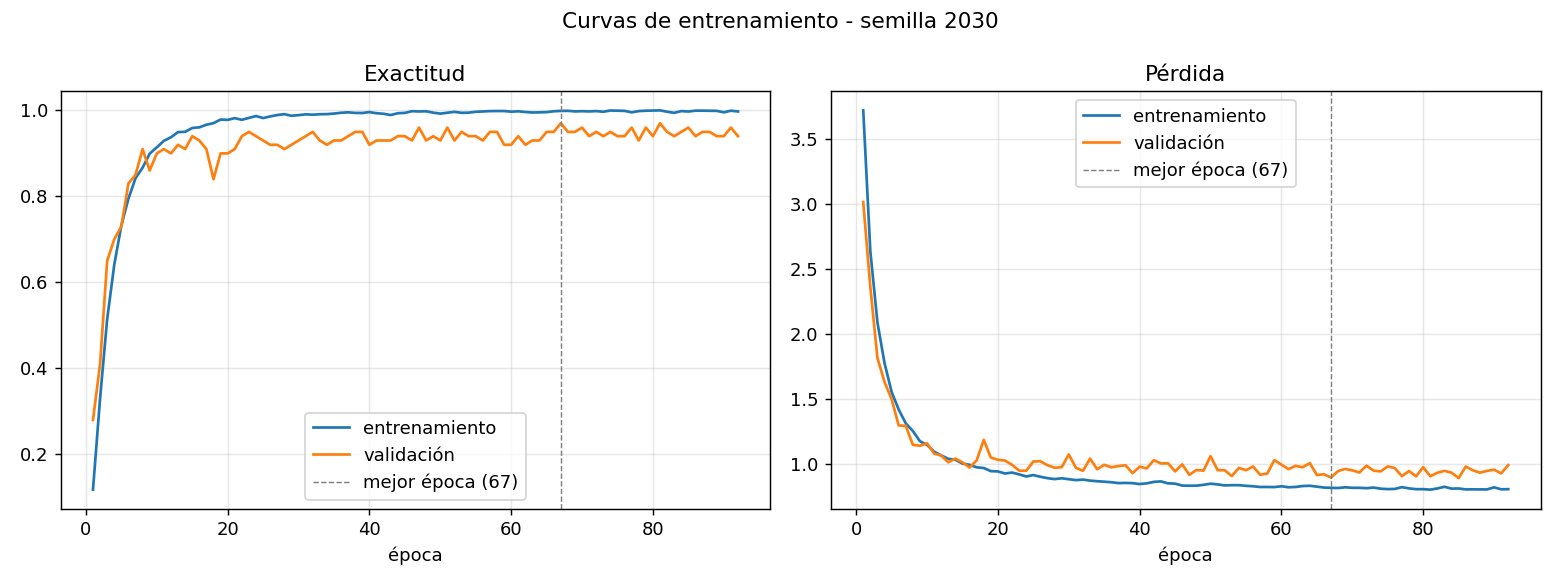 Curvas de entrenamiento - semilla 2030
Exactitud
1.0
0.8
0.6
0.4
0.2
entrenamiento
validación
mejor época (67)
0 20 40 60 80
época
Pérdida
3.5
3.0
2.5
2.0
1.5
1.0
entrenamiento
validación
mejor época (67)
0 20 40 60 80
época